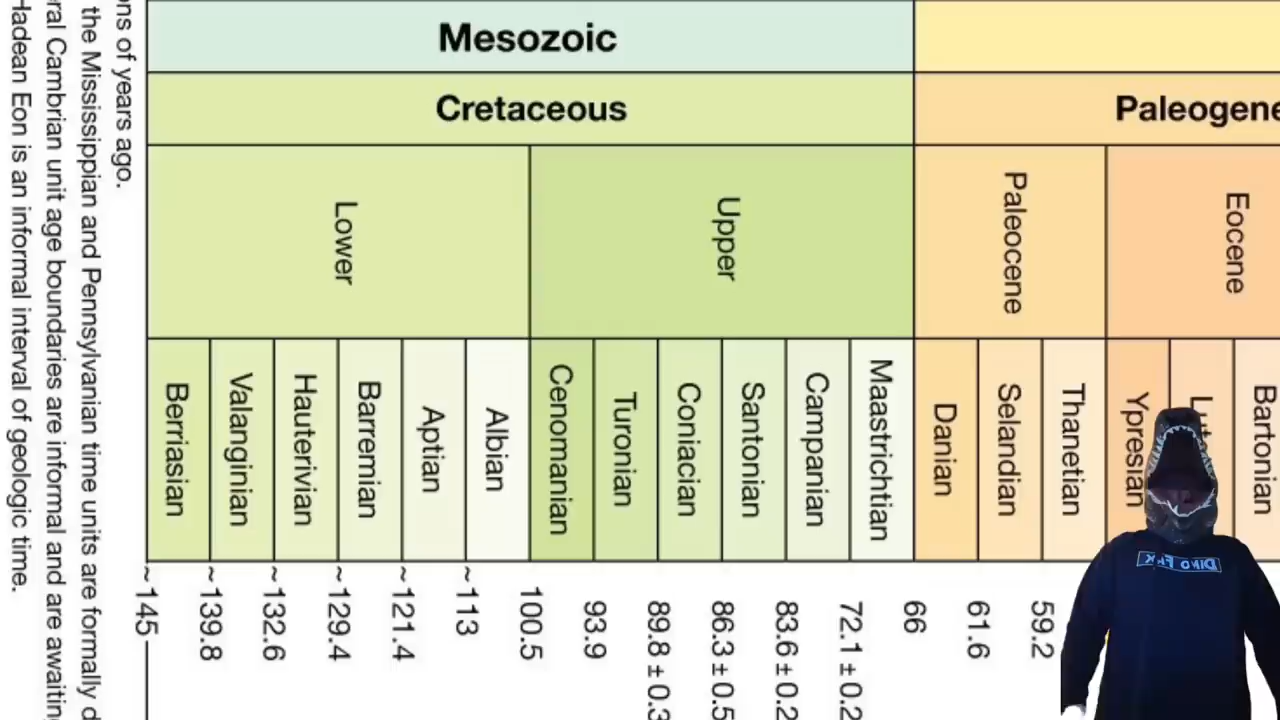 Mesozoic
Cretaceous
Paleogene
Lower
Upper
Paleocene
Eocene
Berriasian
Valanginian
Hauterivian
Barremian
Aptian
Albian
Cenomanian
Turonian
Coniacian
Santonian
Campanian
Maastrichtian
Danian
Selandian
Thanetian
Ypresian
Bartonian
~145
~139.8
~132.6
~129.4
~121.4
~113
100.5
93.9
89.8 ± 0.3
86.3 ± 0.5
83.6 ± 0.2
72.1 ± 0.2
66
61.6
59.2
ons of years ago.
the Mississippian and Pennsylvanian time units are formally d
ral Cambrian unit age boundaries are informal and are awaiting
Hadean Eon is an informal interval of geologic time.